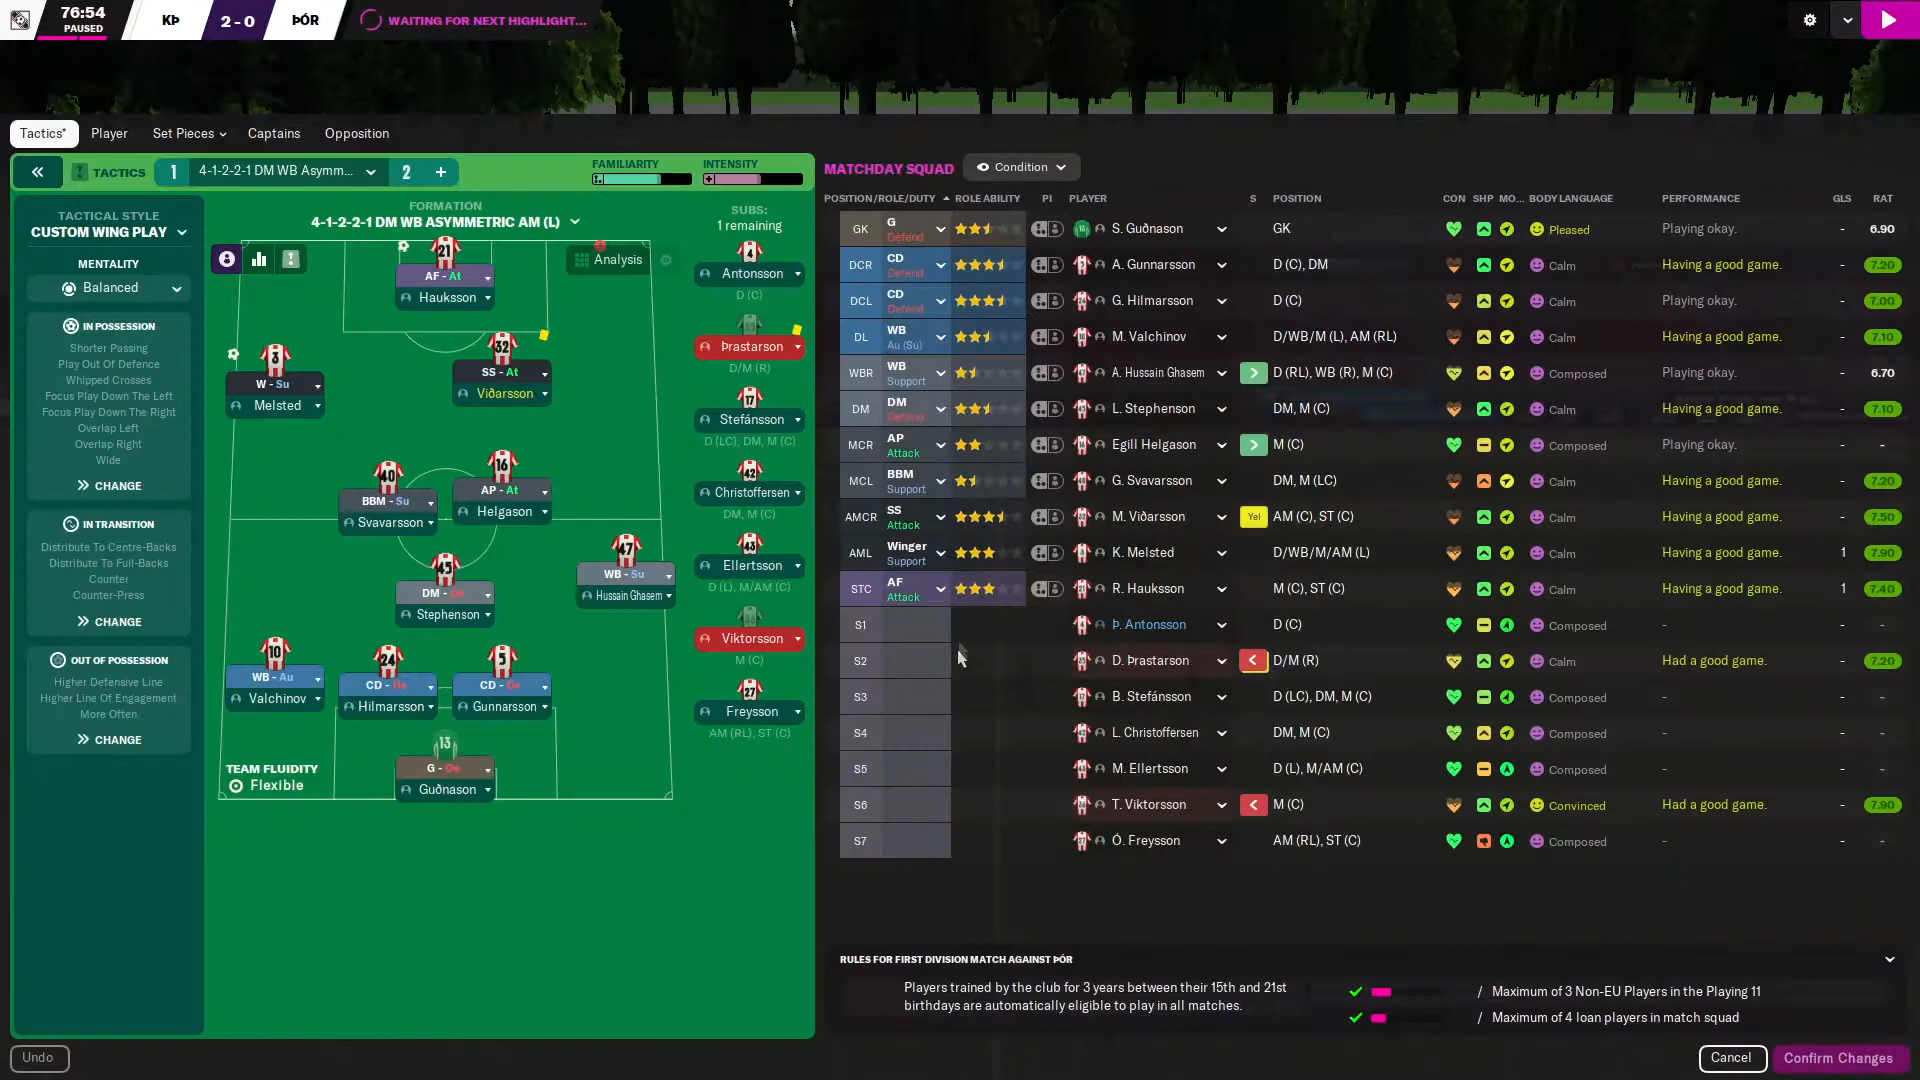 76:54
PAUSED
KÞ
2 - 0
ÞÓR
WAITING FOR NEXT HIGHLIGHT...
Tactics*
Player
Set Pieces
Captains
Opposition
TACTICS
1
4-1-2-2-1 DM WB Asymm...
2
+
FAMILIARITY
INTENSITY
TACTICAL STYLE
CUSTOM WING PLAY
MENTALITY
Balanced
IN POSSESSION
Shorter Passing
Play Out Of Defence
Whipped Crosses
Focus Play Down The Left
Focus Play Down The Right
Overlap Left
Overlap Right
Wide
CHANGE
IN TRANSITION
Distribute To Centre-Backs
Distribute To Full-Backs
Counter
Counter-Press
CHANGE
OUT OF POSSESSION
Higher Defensive Line
Higher Line Of Engagement
More Often
CHANGE
FORMATION
4-1-2-2-1 DM WB ASYMMETRIC AM (L)
Analysis
21
AF - At
Hauksson
3
W - Su
Melsted
32
SS - At
Viðarsson
40
BBM - Su
Svavarsson
16
AP - At
Helgason
45
DM - De
Stephenson
47
WB - Su
Hussain Ghasem
10
WB - Au
Valchinov
24
CD - De
Hilmarsson
5
CD - De
Gunnarsson
13
G - De
Guðnason
TEAM FLUIDITY
Flexible
SUBS:
1 remaining
4
Antonsson
D (C)
Þrastarson
D/M (R)
17
Stefánsson
D (LC), DM, M (C)
42
Christoffersen
DM, M (C)
43
Ellertsson
D (L), M/AM (C)
Viktorsson
M (C)
27
Freysson
AM (RL), ST (C)
MATCHDAY SQUAD
Condition
POSITION/ROLE/DUTY ROLE ABILITY PI PLAYER S POSITION CON SHP MO... BODY LANGUAGE PERFORMANCE GLS RAT
GK G Defend S. Guðnason GK Pleased Playing okay. - 6.90
DCR CD Defend A. Gunnarsson D (C), DM Calm Having a good game. - 7.20
DCL CD Defend G. Hilmarsson D (C) Calm Playing okay. - 7.00
DL WB Au (Su) M. Valchinov D/WB/M (L), AM (RL) Calm Having a good game. - 7.10
WBR WB Support A. Hussain Ghasem D (RL), WB (R), M (C) Composed Playing okay. - 6.70
DM DM Defend L. Stephenson DM, M (C) Calm Having a good game. - 7.10
MCR AP Attack Egill Helgason M (C) Composed Playing okay. - -
MCL BBM Support G. Svavarsson DM, M (LC) Calm Having a good game. - 7.20
AMCR SS Attack M. Viðarsson Yel AM (C), ST (C) Calm Having a good game. - 7.50
AML Winger Support K. Melsted D/WB/M/AM (L) Calm Having a good game. 1 7.90
STC AF Attack R. Hauksson M (C), ST (C) Calm Having a good game. 1 7.40
S1 Þ. Antonsson D (C) Composed - - -
S2 D. Þrastarson D/M (R) Calm Had a good game. - 7.20
S3 B. Stefánsson D (LC), DM, M (C) Composed - - -
S4 L. Christoffersen DM, M (C) Composed - - -
S5 M. Ellertsson D (L), M/AM (C) Composed - - -
S6 T. Viktorsson M (C) Convinced Had a good game. - 7.90
S7 Ó. Freysson AM (RL), ST (C) Composed - - -
RULES FOR FIRST DIVISION MATCH AGAINST ÞÓR
Players trained by the club for 3 years between their 15th and 21st
birthdays are automatically eligible to play in all matches.
/ Maximum of 3 Non-EU Players in the Playing 11
/ Maximum of 4 loan players in match squad
Undo
Cancel
Confirm Changes